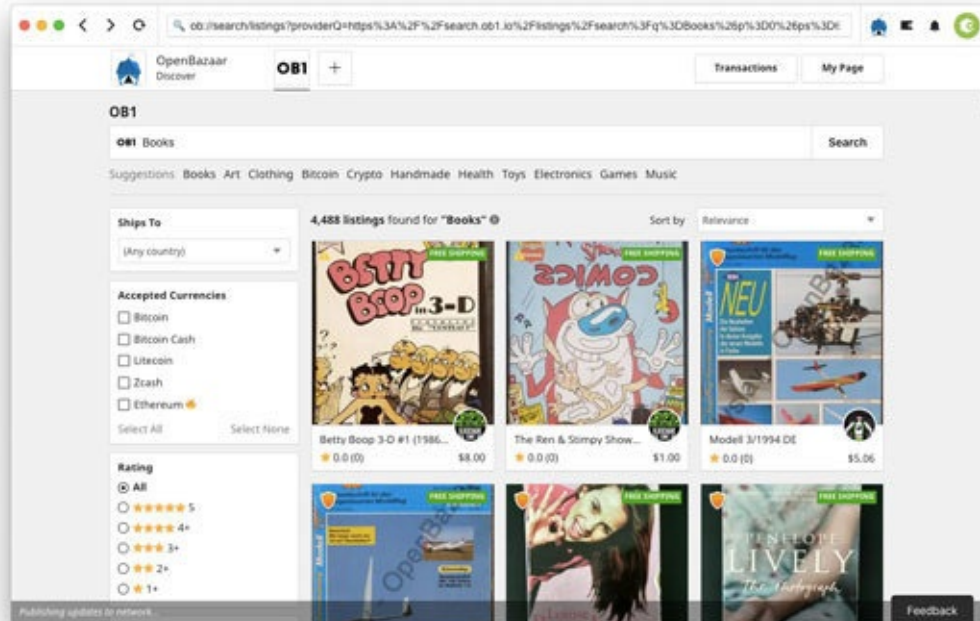 ob://search/listings?providerQ=https%3A%2F%2Fsearch.ob1.io%2Flistings%2Fsearch%3Fq%3DBooks%26p%3D0%26ps%3D
OpenBazaar
Discover
OB1
+
Transactions
My Page
OB1
OB1 Books
Search
Suggestions Books Art Clothing Bitcoin Crypto Handmade Health Toys Electronics Games Music
Ships To
(Any country)
4,488 listings found for "Books"
Sort by Relevance
Accepted Currencies
Bitcoin
Bitcoin Cash
Litecoin
Zcash
Ethereum
Select All Select None
FREE SHIPPING
BETTY
BOOP
in 3-D
Betty Boop 3-D #1 (1986...
0.0 (0) $8.00
FREE SHIPPING
COMICS
The Ren & Stimpy Show...
0.0 (0) $1.00
FREE SHIPPING
Modell
NEU
Modell 3/1994 DE
0.0 (0) $5.06
Rating
All
5
4+
3+
2+
1+
FREE SHIPPING
Modell
OpenBa
FREE SHIPPING
FREE SHIPPING
PENELOPE
LIVELY
The Photograph
Publishing updates to network...
Feedback